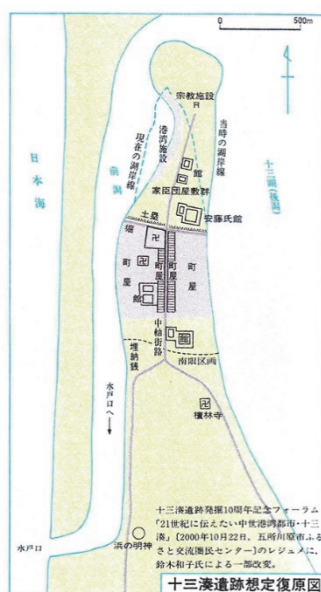 0
500m
宗教施設
当時の湖岸線
港湾施設
現在の湖岸線
前潟
十三湖(後潟)
日本海
館
家臣団屋敷群
土塁
安藤氏館
堀
卍
卍
町屋
町屋
町屋
町屋
館
中軸街路
館
埋納銭
南限区画
水戸口へ
卍
檀林寺
水戸口
浜の明神
十三湊遺跡発掘10周年記念フォーラム
「21世紀に伝えたい中世港湾都市・十三
湊」(2000年10月22日、五所川原市ふる
さと交流圏民センター)のレジュメに、
鈴木和子氏による一部改変。
十三湊遺跡想定復原図